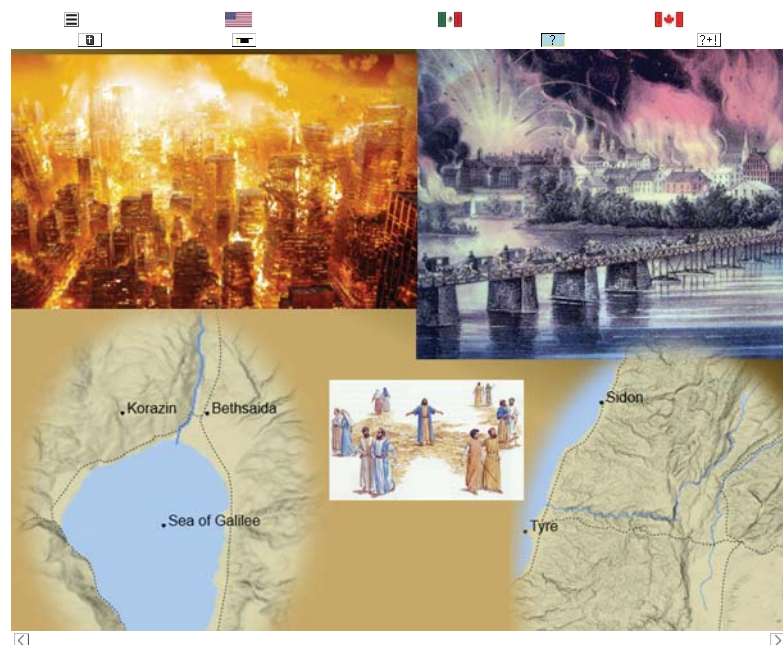 ?
?+!
Korazin
Bethsaida
Sidon
Sea of Galilee
Tyre